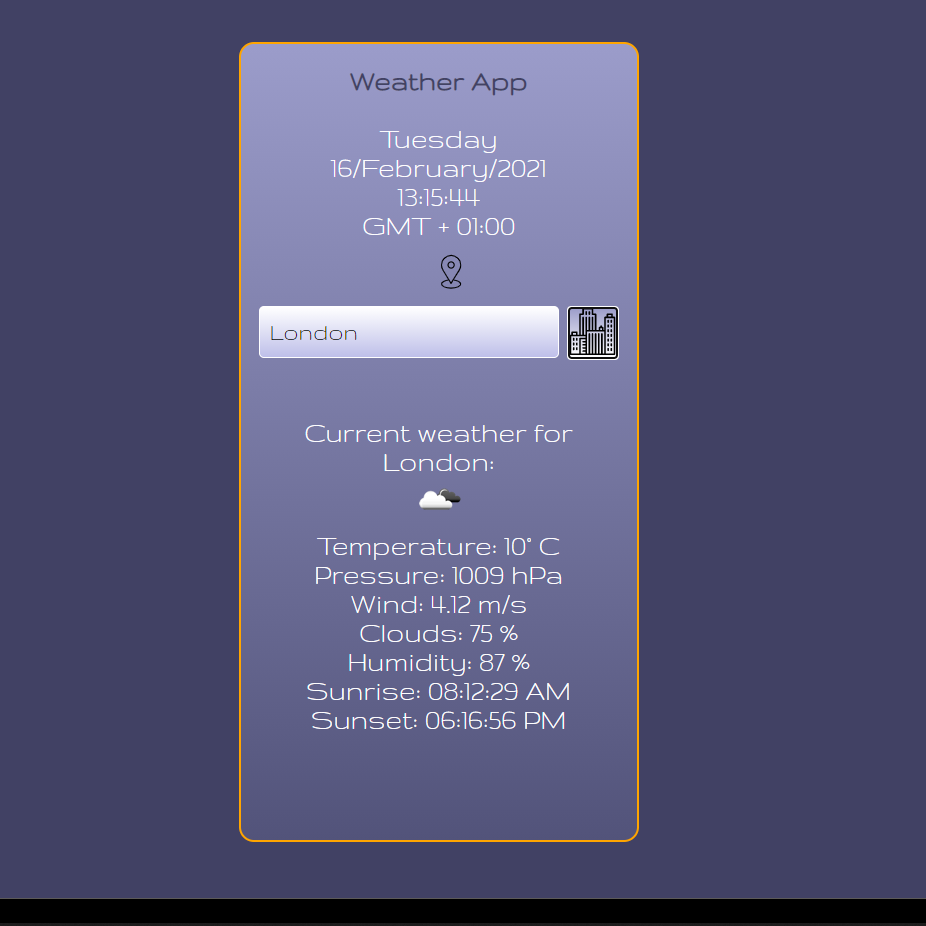 Weather App
Tuesday
16/February/2021
13:15:44
GMT + 01:00
London
Current weather for
London:
Temperature: 10° C
Pressure: 1009 hPa
Wind: 4.12 m/s
Clouds: 75 %
Humidity: 87 %
Sunrise: 08:12:29 AM
Sunset: 06:16:56 PM